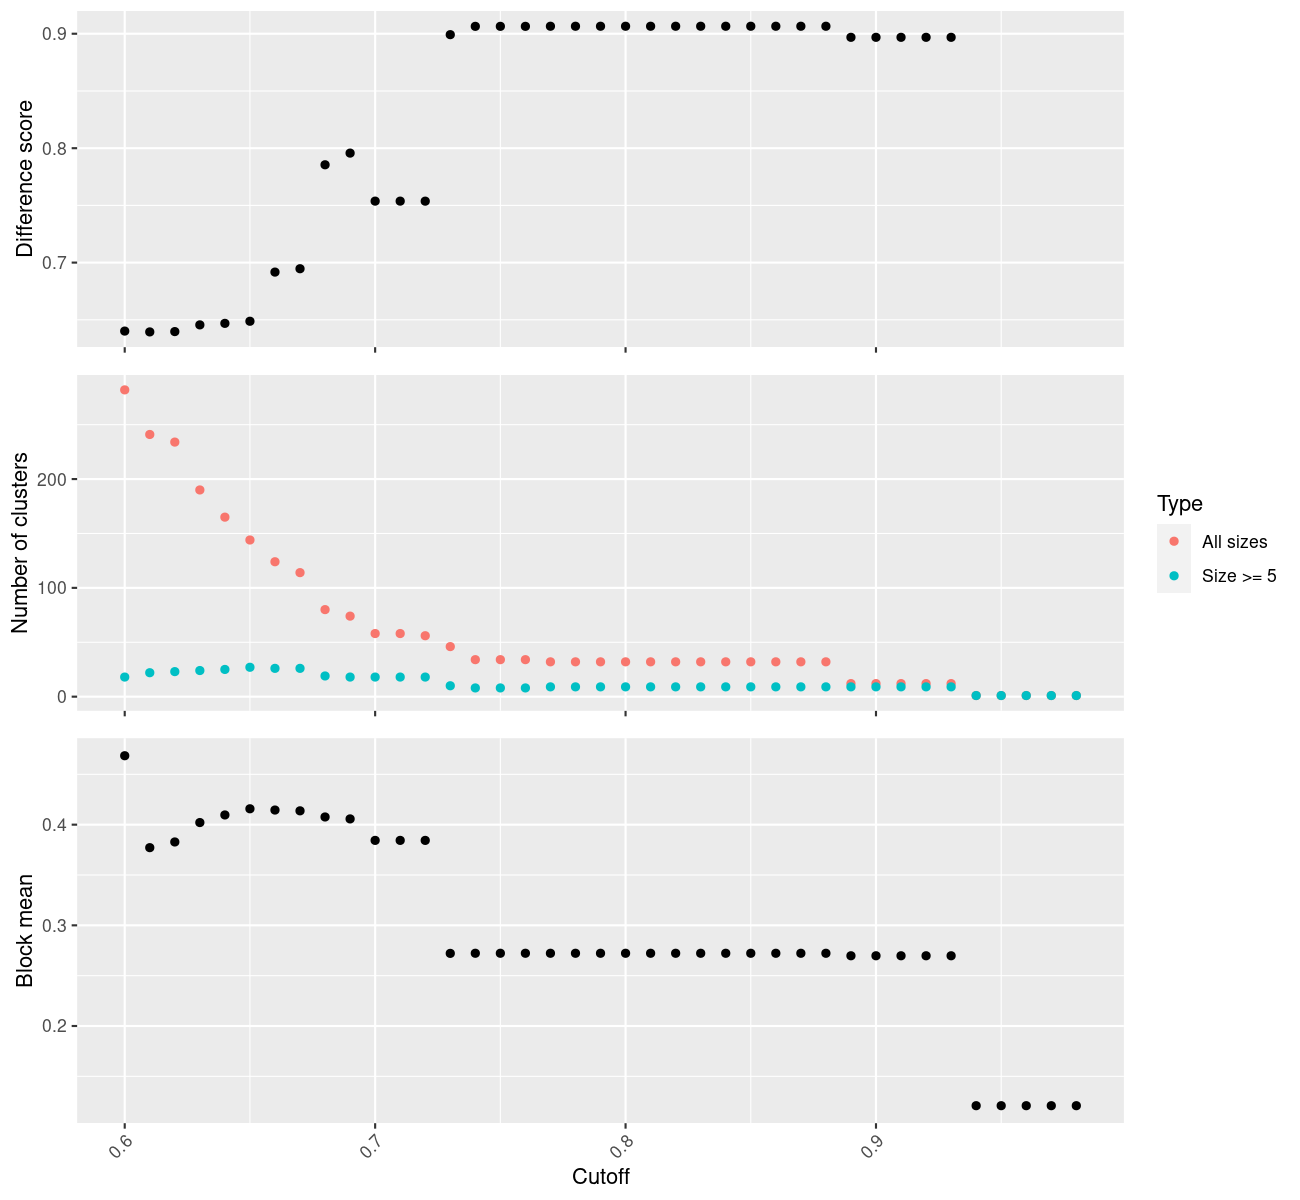 Difference score
0.9
0.8
0.7
Number of clusters
200
100
0
Type
All sizes
Size >= 5
Block mean
0.4
0.3
0.2
0.6
0.7
0.8
0.9
Cutoff